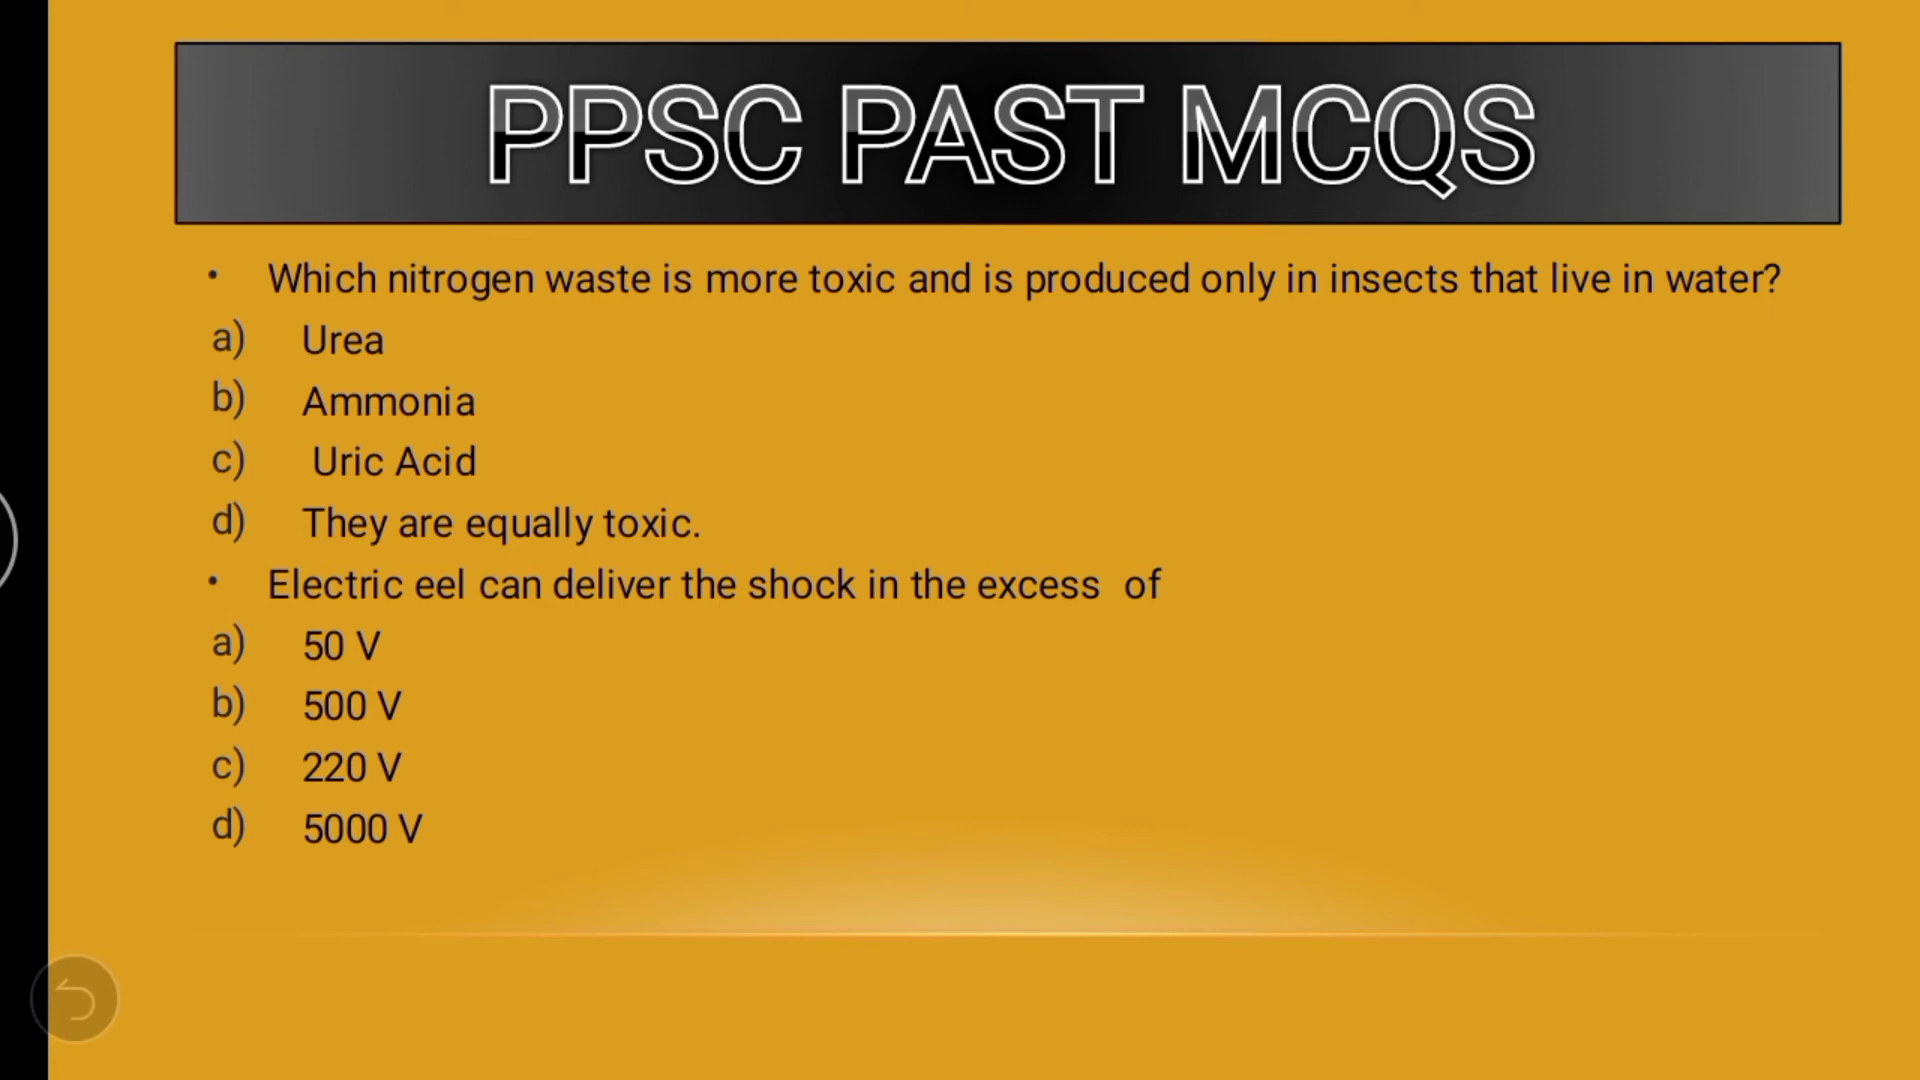 PPSC PAST MCQS
• Which nitrogen waste is more toxic and is produced only in insects that live in water?
a) Urea
b) Ammonia
c) Uric Acid
d) They are equally toxic.
• Electric eel can deliver the shock in the excess of
a) 50 V
b) 500 V
c) 220 V
d) 5000 V